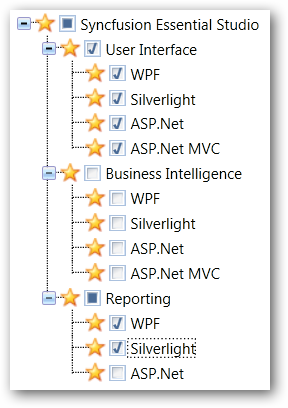 Syncfusion Essential Studio
User Interface
WPF
Silverlight
ASP.Net
ASP.Net MVC
Business Intelligence
WPF
Silverlight
ASP.Net
ASP.Net MVC
Reporting
WPF
Silverlight
ASP.Net